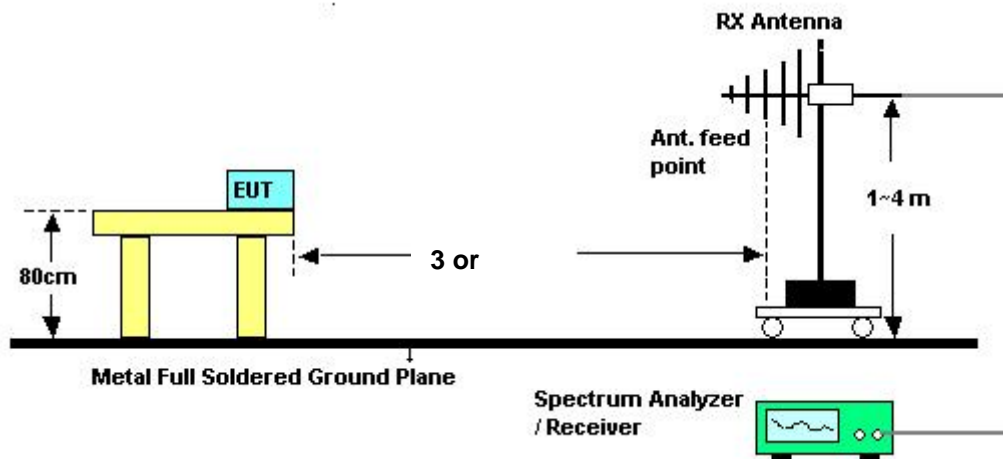 RX Antenna
Ant. feed
point
EUT
1~4 m
3 or
80cm
Metal Full Soldered Ground Plane
Spectrum Analyzer
/ Receiver